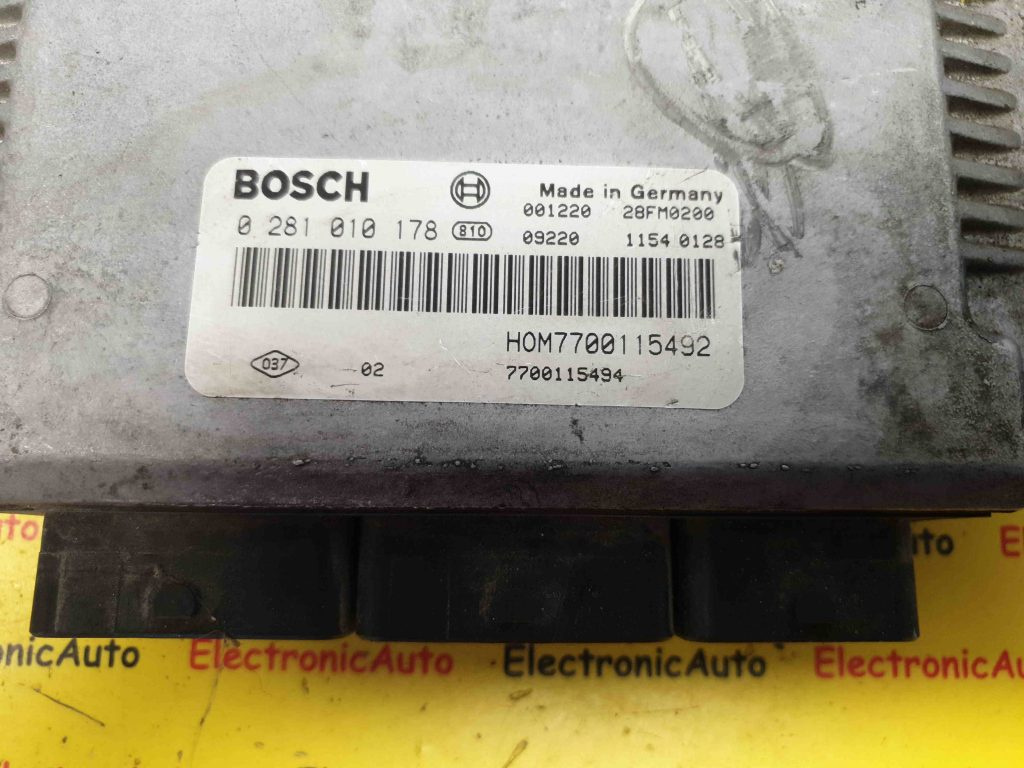 BOSCH Made in Germany
001220 28FM0200
0 281 010 178 810
09220 1154 0128
HOM7700115492
037 02 7700115494
ElectronicAuto ElectronicAuto ElectronicAuto